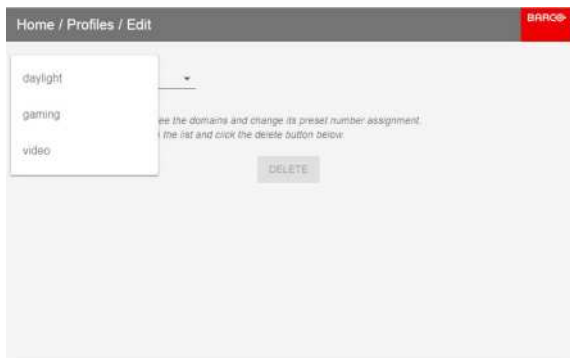 Home / Profiles / Edit
BARCO
daylight
gaming
ee the domains and change its preset number assignment.
the list and click the delete button below.
video
DELETE